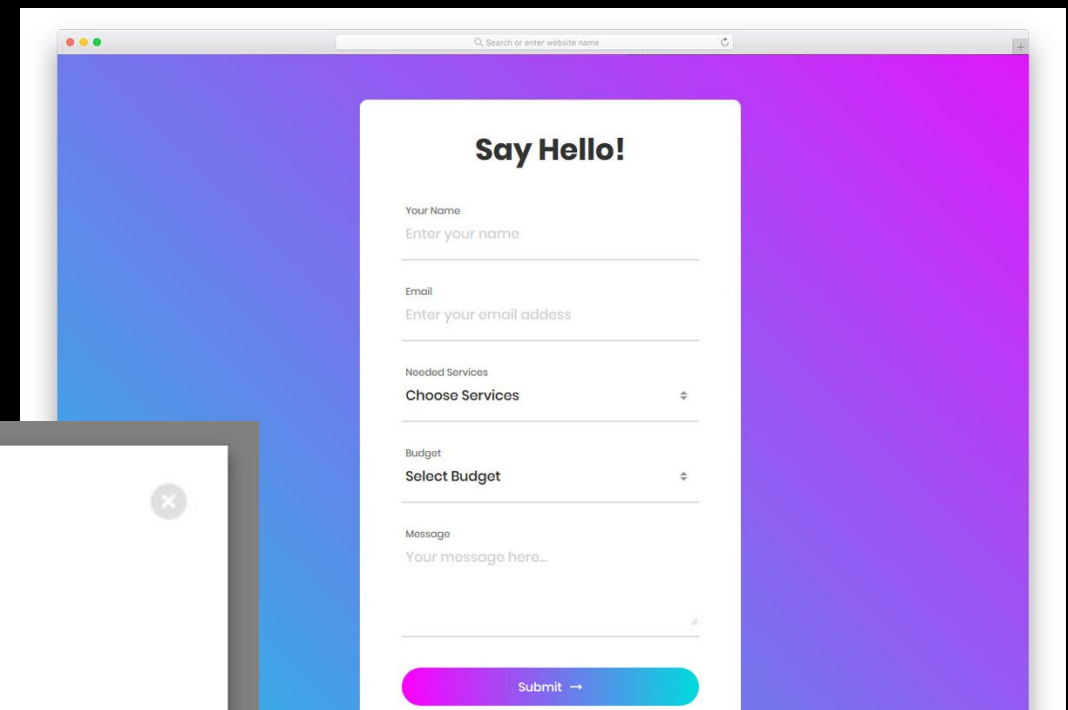 Search or enter website name
Say Hello!
Your Name
Enter your name
Email
Enter your email addess
Needed Services
Choose Services
Budget
Select Budget
Message
Your message here...
Submit →